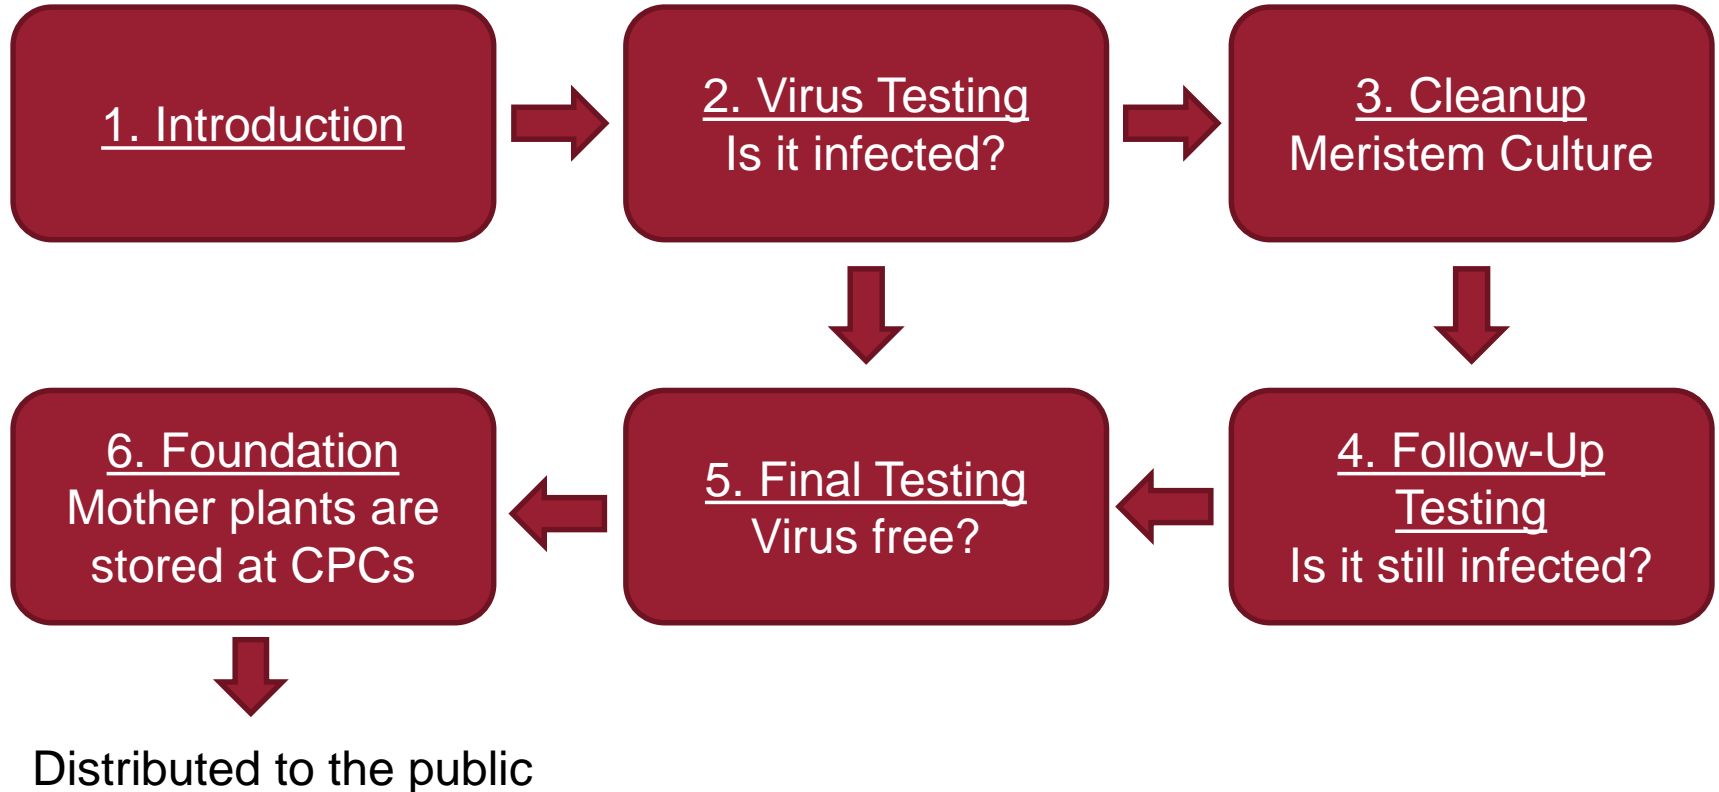 1. Introduction
2. Virus Testing
Is it infected?
3. Cleanup
Meristem Culture
4. Follow-Up
Testing
Is it still infected?
5. Final Testing
Virus free?
6. Foundation
Mother plants are
stored at CPCs
Distributed to the public